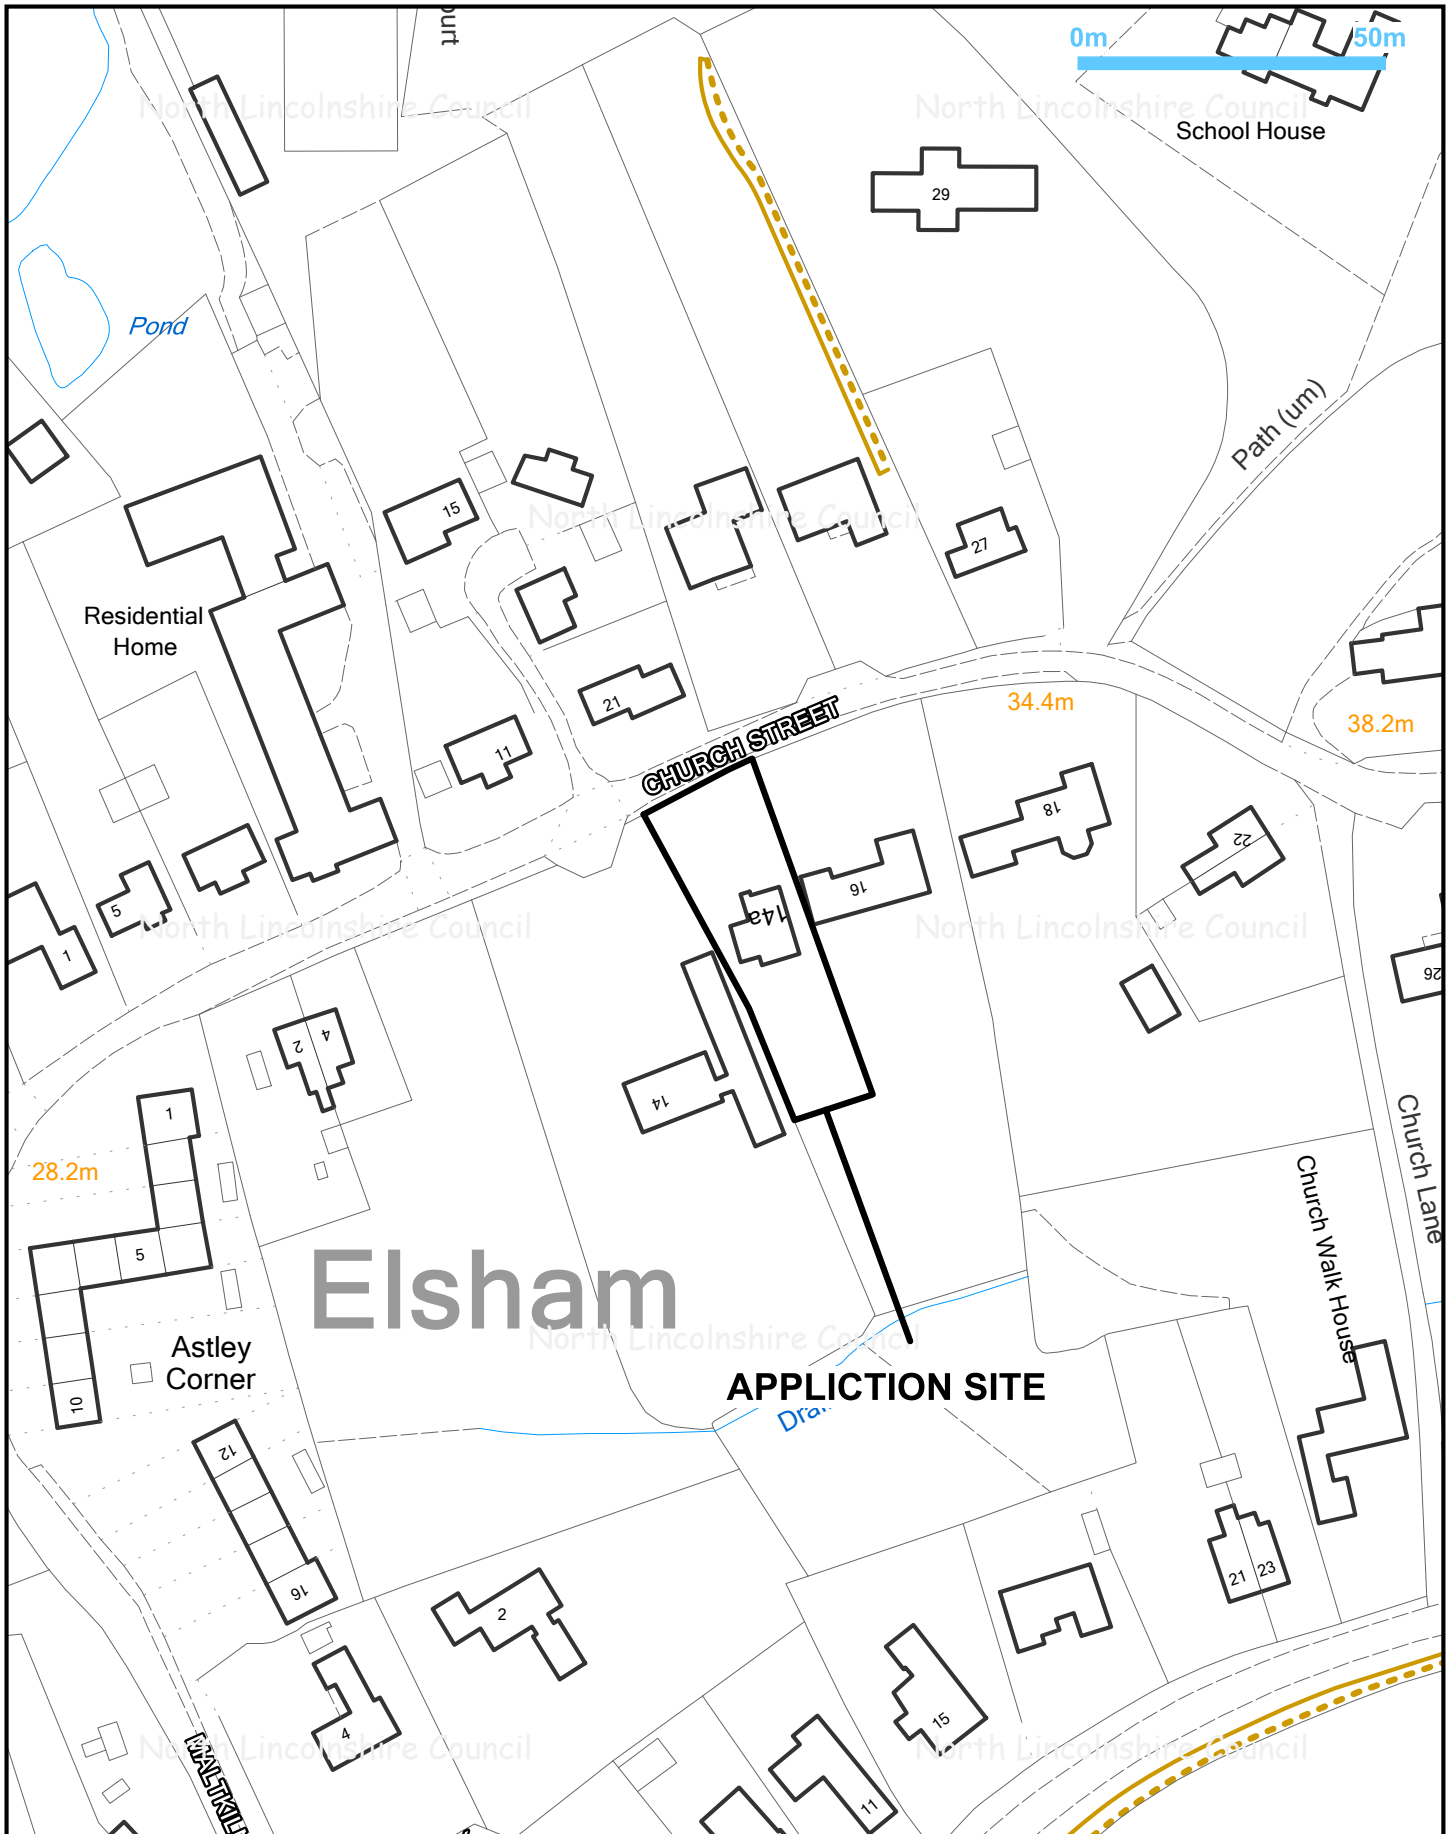 0m
50m
North Lincolnshire Council
North Lincolnshire Council
School House
29
Pond
Path (um)
15
North Lincolnshire Council
27
Residential
Home
21
34.4m
38.2m
CHURCH STREET
11
18
22
16
14a
5
North Lincolnshire Council
North Lincolnshire Council
1
26
2
4
14
1
28.2m
Church Lane
Church Walk House
5
Elsham
North Lincolnshire Council
Astley
Corner
APPLICTION SITE
10
12
16
21
23
2
15
4
North Lincolnshire Council
North Lincolnshire Council
11